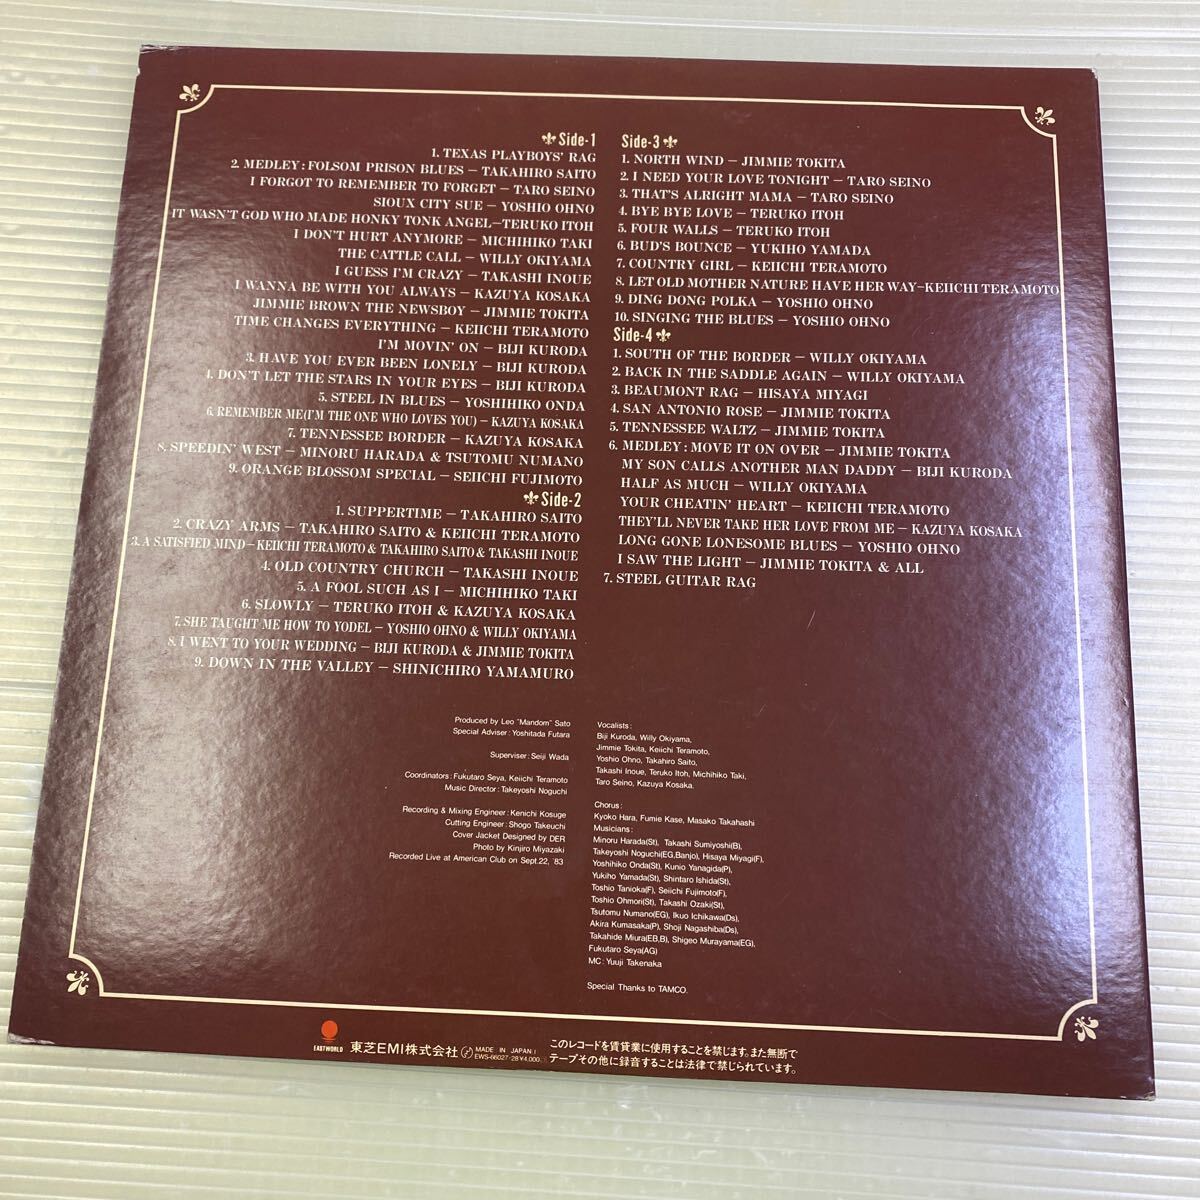 Side-1
1. TEXAS PLAYBOYS' RAG
2. MEDLEY : FOLSOM PRISON BLUES – TAKAHIRO SAITO
I FORGOT TO REMEMBER TO FORGET – TARO SEINO
SIOUX CITY SUE – YOSHIO OHNO
IT WASN'T GOD WHO MADE HONKY TONK ANGEL–TERUKO ITOH
I DON'T HURT ANYMORE – MICHIHIKO TAKI
THE CATTLE CALL – WILLY OKIYAMA
I GUESS I'M CRAZY – TAKASHI INOUE
I WANNA BE WITH YOU ALWAYS – KAZUYA KOSAKA
JIMMIE BROWN THE NEWSBOY – JIMMIE TOKITA
TIME CHANGES EVERYTHING – KEIICHI TERAMOTO
I'M MOVIN' ON – BIJI KURODA
3. HAVE YOU EVER BEEN LONELY – BIJI KURODA
4. DON'T LET THE STARS IN YOUR EYES – BIJI KURODA
5. STEEL IN BLUES – YOSHIHIKO ONDA
6. REMEMBER ME(I'M THE ONE WHO LOVES YOU) – KAZUYA KOSAKA
7. TENNESSEE BORDER – KAZUYA KOSAKA
8. SPEEDIN' WEST – MINORU HARADA & TSUTOMU NUMANO
9. ORANGE BLOSSOM SPECIAL – SEIICHI FUJIMOTO
Side-2
1. SUPPERTIME – TAKAHIRO SAITO
2. CRAZY ARMS – TAKAHIRO SAITO & KEIICHI TERAMOTO
3. A SATISFIED MIND – KEIICHI TERAMOTO & TAKAHIRO SAITO & TAKASHI INOUE
4. OLD COUNTRY CHURCH – TAKASHI INOUE
5. A FOOL SUCH AS I – MICHIHIKO TAKI
6. SLOWLY – TERUKO ITOH & KAZUYA KOSAKA
7. SHE TAUGHT ME HOW TO YODEL – YOSHIO OHNO & WILLY OKIYAMA
8. I WENT TO YOUR WEDDING – BIJI KURODA & JIMMIE TOKITA
9. DOWN IN THE VALLEY – SHINICHIRO YAMAMURO
Side-3
1. NORTH WIND – JIMMIE TOKITA
2. I NEED YOUR LOVE TONIGHT – TARO SEINO
3. THAT'S ALRIGHT MAMA – TARO SEINO
4. BYE BYE LOVE – TERUKO ITOH
5. FOUR WALLS – TERUKO ITOH
6. BUD'S BOUNCE – YUKIHO YAMADA
7. COUNTRY GIRL – KEIICHI TERAMOTO
8. LET OLD MOTHER NATURE HAVE HER WAY–KEIICHI TERAMOTO
9. DING DONG POLKA – YOSHIO OHNO
10. SINGING THE BLUES – YOSHIO OHNO
Side-4
1. SOUTH OF THE BORDER – WILLY OKIYAMA
2. BACK IN THE SADDLE AGAIN – WILLY OKIYAMA
3. BEAUMONT RAG – HISAYA MIYAGI
4. SAN ANTONIO ROSE – JIMMIE TOKITA
5. TENNESSEE WALTZ – JIMMIE TOKITA
6. MEDLEY : MOVE IT ON OVER – JIMMIE TOKITA
MY SON CALLS ANOTHER MAN DADDY – BIJI KURODA
HALF AS MUCH – WILLY OKIYAMA
YOUR CHEATIN' HEART – KEIICHI TERAMOTO
THEY'LL NEVER TAKE HER LOVE FROM ME – KAZUYA KOSAKA
LONG GONE LONESOME BLUES – YOSHIO OHNO
I SAW THE LIGHT – JIMMIE TOKITA & ALL
7. STEEL GUITAR RAG
Produced by Leo "Mandom" Sato
Special Adviser : Yoshitada Futara
Superviser : Seiji Wada
Coordinators : Fukutaro Seya, Keiichi Teramoto
Music Director : Takeyoshi Noguchi
Recording & Mixing Engineer : Kenichi Kosuge
Cutting Engineer : Shogo Takeuchi
Cover Jacket Designed by DER
Photo by Kinjiro Miyazaki
Recorded Live at American Club on Sept.22, '83
Vocalists :
Biji Kuroda, Willy Okiyama,
Jimmie Tokita, Keiichi Teramoto,
Yoshio Ohno, Takahiro Saito,
Takashi Inoue, Teruko Itoh, Michihiko Taki,
Taro Seino, Kazuya Kosaka.
Chorus :
Kyoko Hara, Fumie Kase, Masako Takahashi
Musicians :
Minoru Harada(St), Takashi Sumiyoshi(B),
Takeyoshi Noguchi(EG,Banjo), Hisaya Miyagi(F),
Yoshihiko Onda(St), Kunio Yanagida(P),
Yukiho Yamada(St), Shintaro Ishida(St),
Toshio Tanioka(F), Seiichi Fujimoto(F),
Toshio Ohmori(St), Takashi Ozaki(St),
Tsutomu Numano(EG), Ikuo Ichikawa(Ds),
Akira Kumasaka(P), Shoji Nagashiba(Ds),
Takahide Miura(EB,B), Shigeo Murayama(EG),
Fukutaro Seya(AG)
MC : Yuuji Takenaka
Special Thanks to TAMCO.
EASTWORLD
東芝EMI株式会社
MADE IN JAPAN
EWS-66027·28 ¥4,000.
このレコードを賃貸業に使用することを禁じます。また無断で
テープその他に録音することは法律で禁じられています。